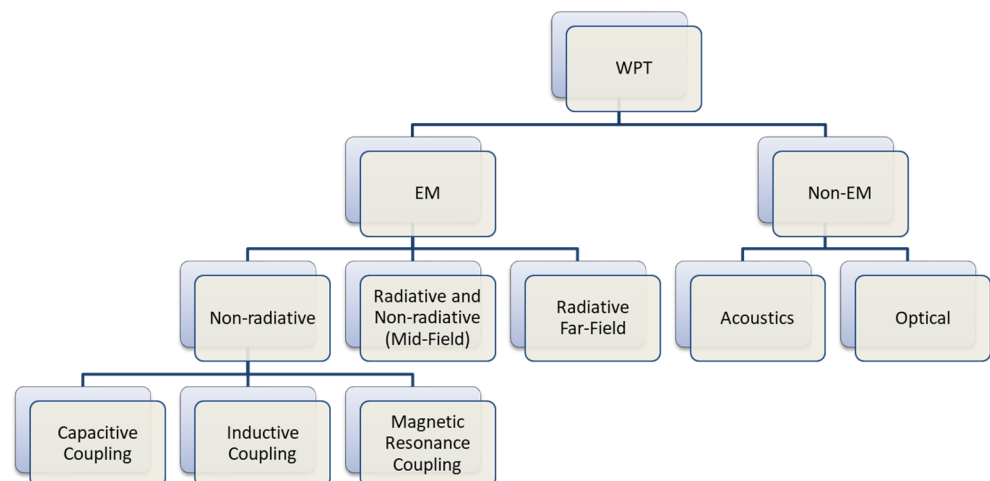 WPT
EM
Non-EM
Non-radiative
Radiative and
Non-radiative
(Mid-Field)
Radiative
Far-Field
Acoustics
Optical
Capacitive
Coupling
Inductive
Coupling
Magnetic
Resonance
Coupling